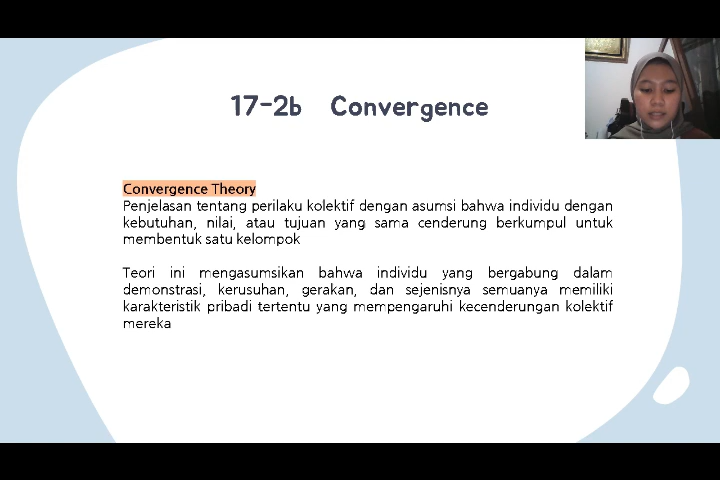 17-2b Convergence
Convergence Theory
Penjelasan tentang perilaku kolektif dengan asumsi bahwa individu dengan
kebutuhan, nilai, atau tujuan yang sama cenderung berkumpul untuk
membentuk satu kelompok
Teori ini mengasumsikan bahwa individu yang bergabung dalam
demonstrasi, kerusuhan, gerakan, dan sejenisnya semuanya memiliki
karakteristik pribadi tertentu yang mempengaruhi kecenderungan kolektif
mereka